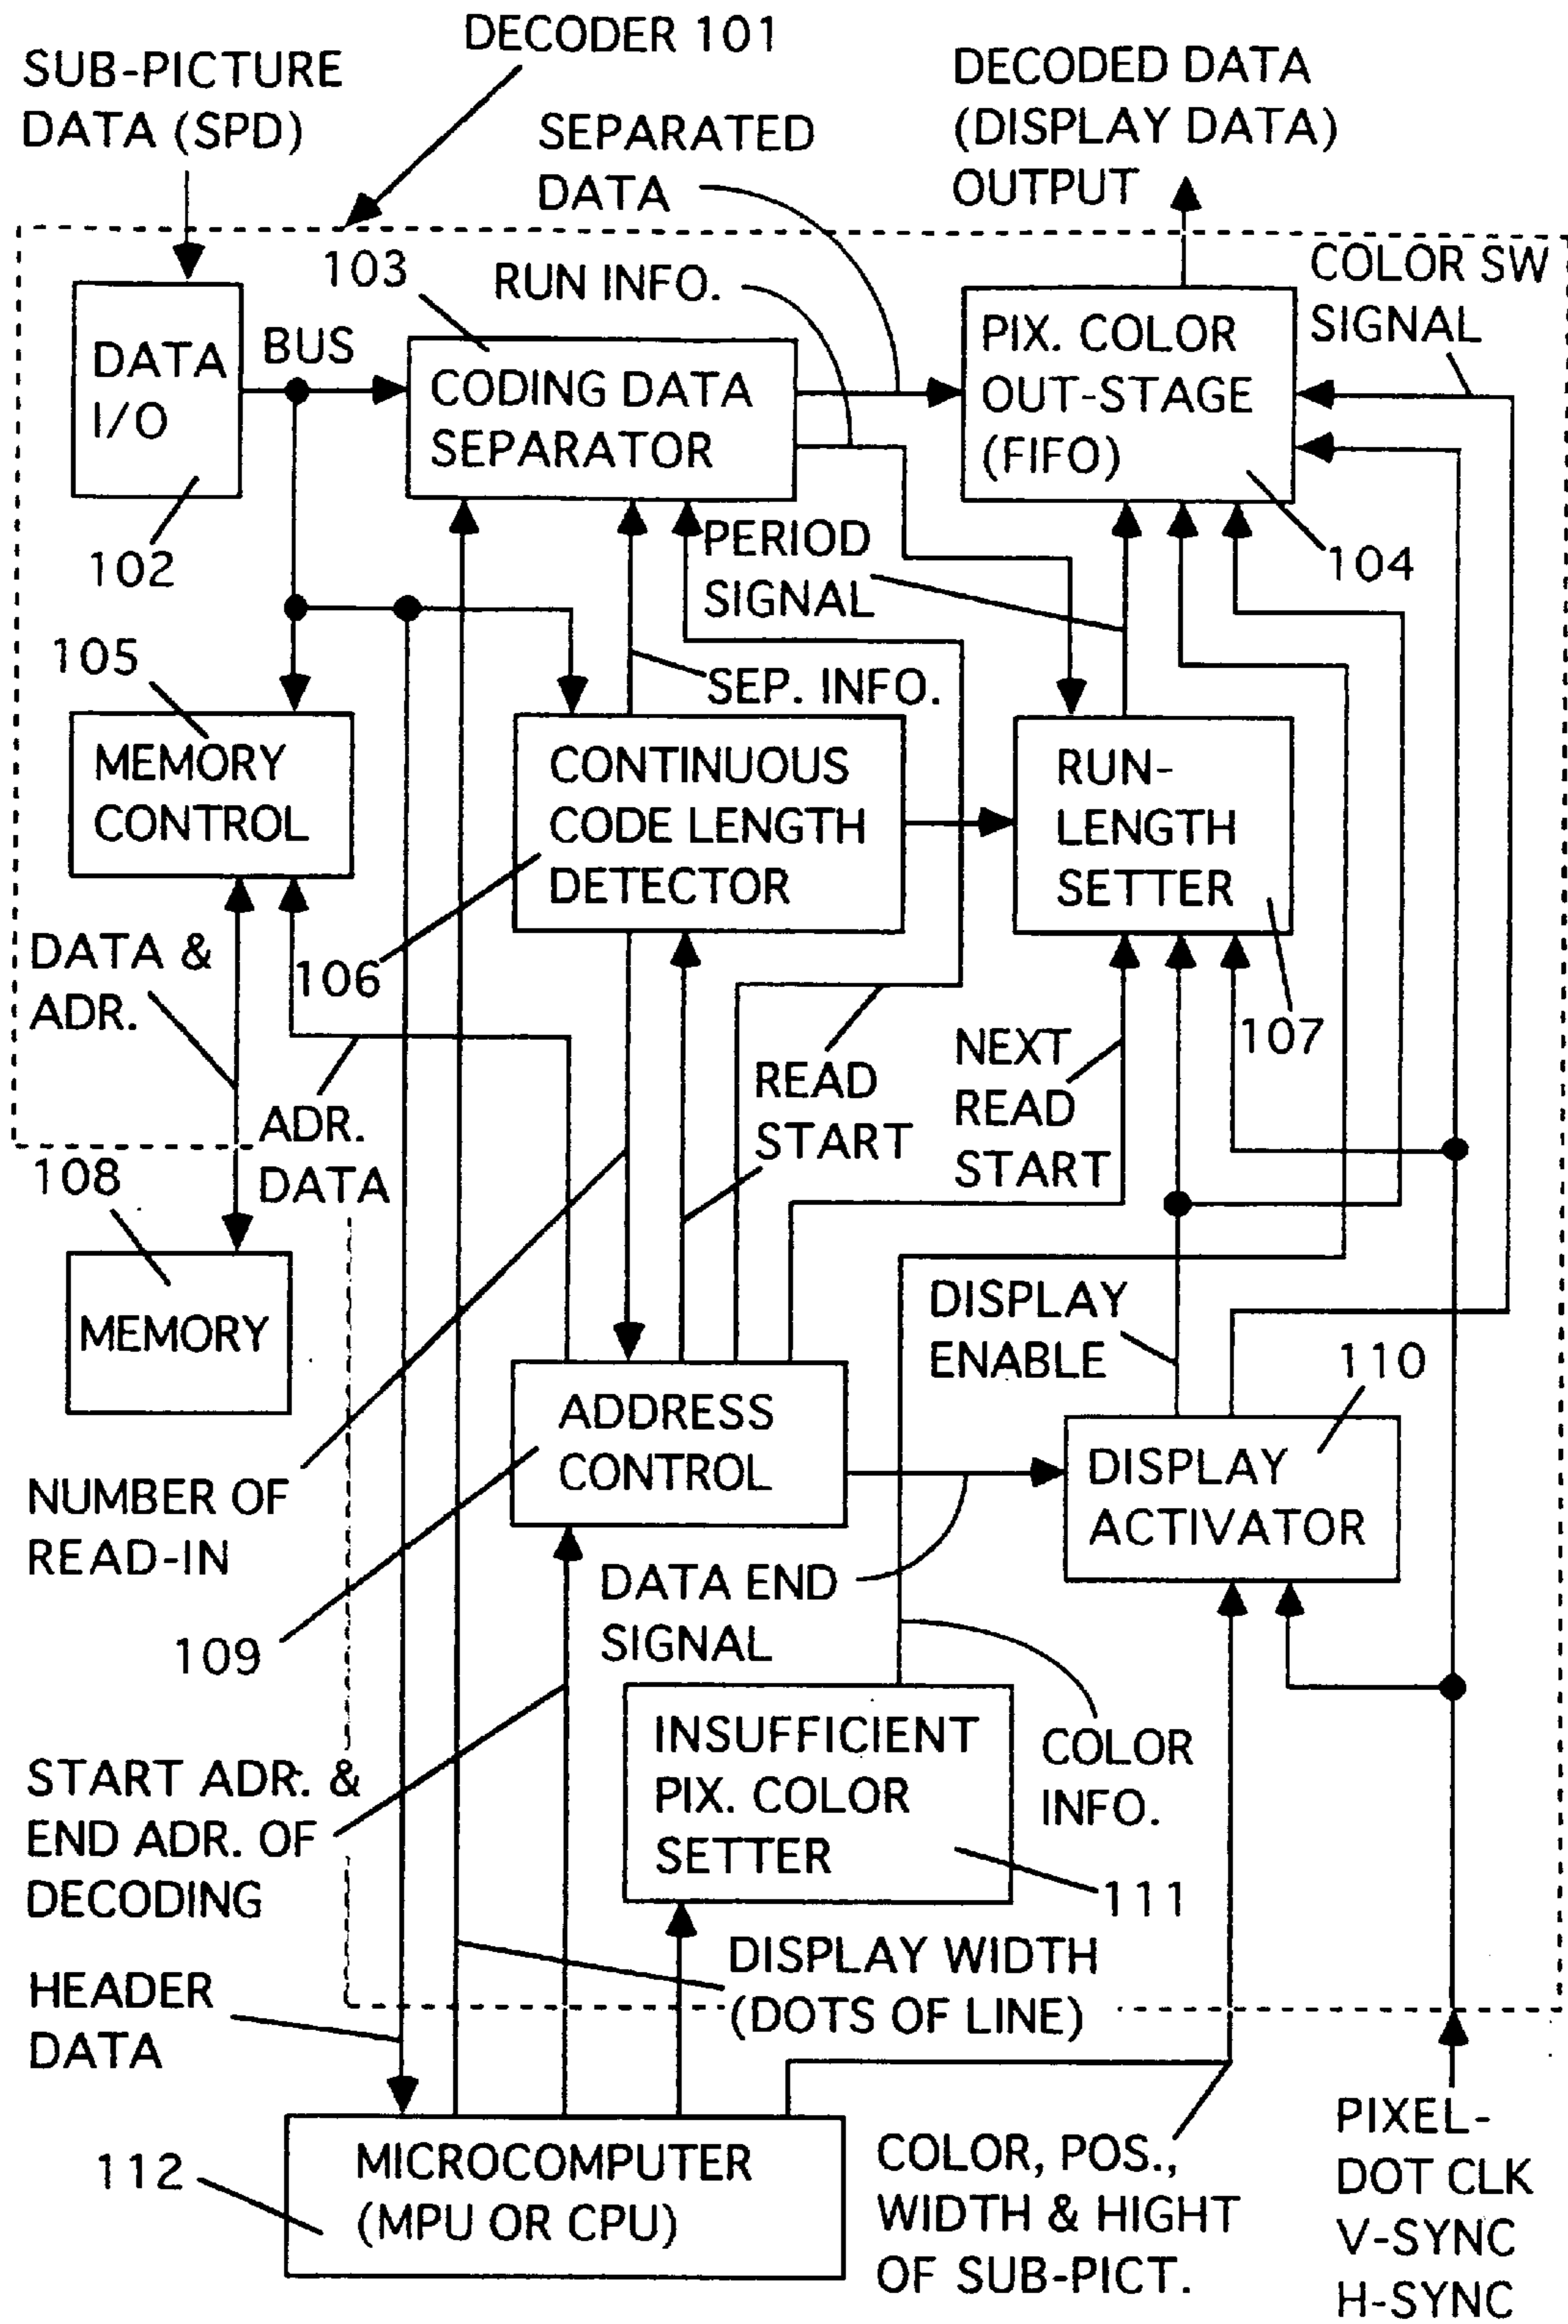 DECODER 101
SUB-PICTURE
DATA (SPD)
SEPARATED
DATA
DECODED DATA
(DISPLAY DATA)
OUTPUT
103
RUN INFO.
COLOR SW
SIGNAL
DATA
I/O
BUS
CODING DATA
SEPARATOR
PIX. COLOR
OUT-STAGE
(FIFO)
102
PERIOD
SIGNAL
104
105
SEP. INFO.
MEMORY
CONTROL
CONTINUOUS
CODE LENGTH
DETECTOR
RUN-
LENGTH
SETTER
DATA &
ADR.
106
107
READ
START
NEXT
READ
START
ADR.
DATA
108
MEMORY
DISPLAY
ENABLE
110
ADDRESS
CONTROL
DISPLAY
ACTIVATOR
NUMBER OF
READ-IN
DATA END
SIGNAL
109
INSUFFICIENT
PIX. COLOR
SETTER
COLOR
INFO.
START ADR. &
END ADR. OF
DECODING
111
DISPLAY WIDTH
(DOTS OF LINE)
HEADER
DATA
112
MICROCOMPUTER
(MPU OR CPU)
COLOR, POS.,
WIDTH & HIGHT
OF SUB-PICT.
PIXEL-
DOT CLK
V-SYNC
H-SYNC